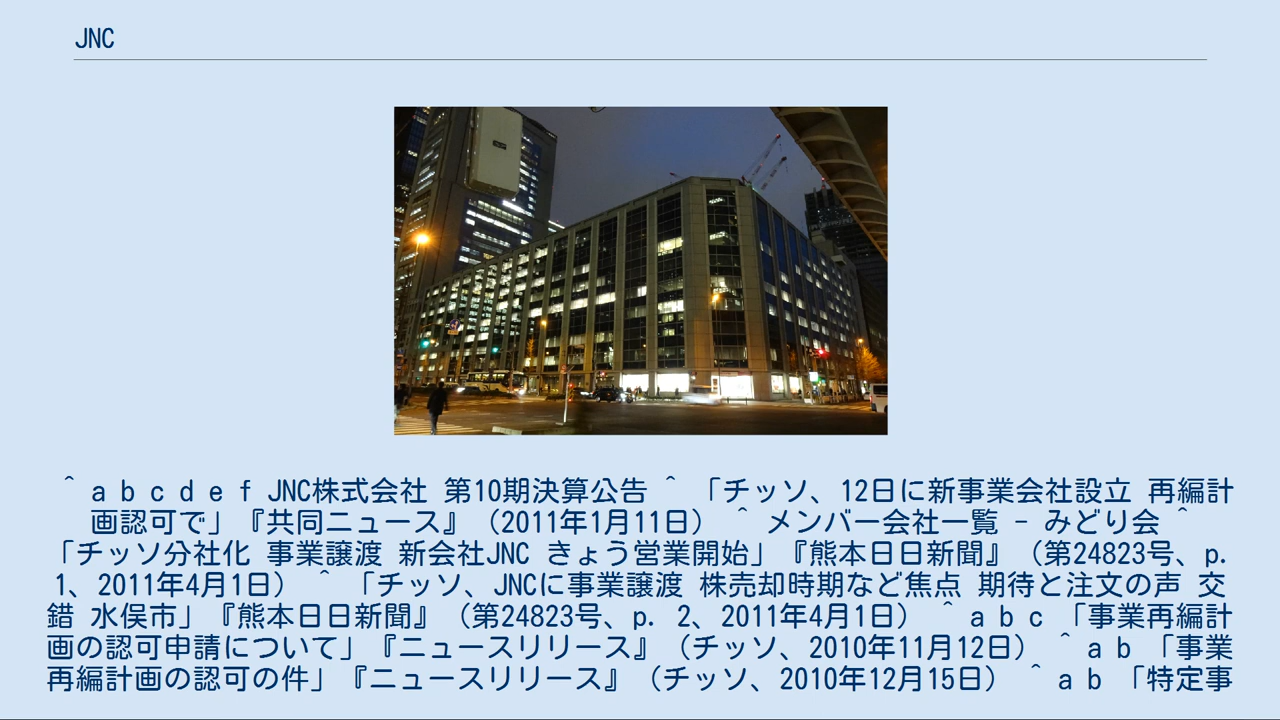 JNC
^ a b c d e f JNC株式会社 第10期決算公告 ^ 「チッソ、12日に新事業会社設立 再編計
画認可で」『共同ニュース』（2011年1月11日） ^ メンバー会社一覧 - みどり会 ^
「チッソ分社化 事業譲渡 新会社JNC きょう営業開始」『熊本日日新聞』（第24823号、p.
1、2011年4月1日） ^ 「チッソ、JNCに事業譲渡 株売却時期など焦点 期待と注文の声 交
錯 水俣市」『熊本日日新聞』（第24823号、p. 2、2011年4月1日） ^ a b c 「事業再編計
画の認可申請について」『ニュースリリース』（チッソ、2010年11月12日） ^ a b 「事業
再編計画の認可の件」『ニュースリリース』（チッソ、2010年12月15日） ^ a b 「特定事